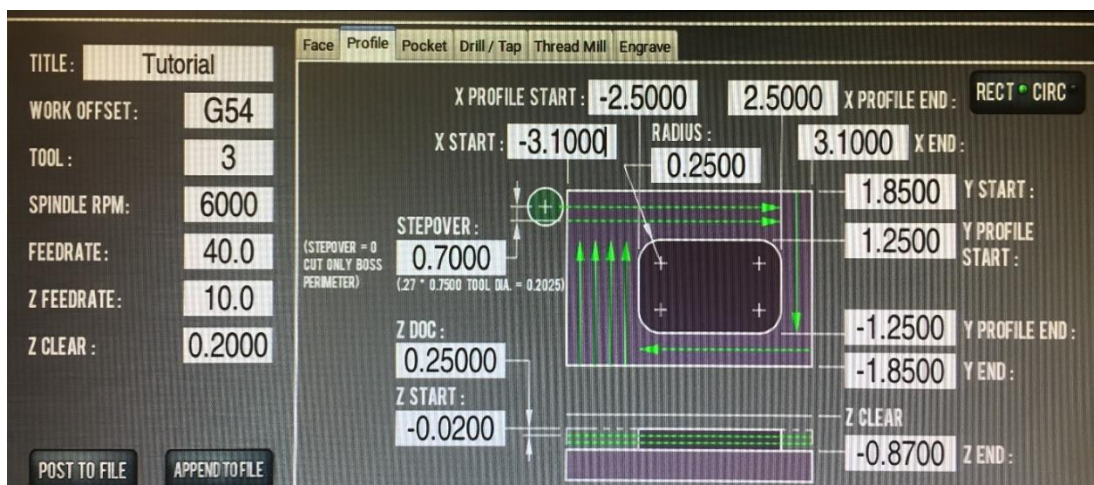 Face Profile Pocket Drill / Tap Thread Mill Engrave
TITLE: Tutorial
WORK OFFSET: G54
TOOL: 3
SPINDLE RPM: 6000
FEEDRATE: 40.0
Z FEEDRATE: 10.0
Z CLEAR: 0.2000
POST TO FILE APPEND TO FILE
X PROFILE START: -2.5000 2.5000 X PROFILE END:
RECT CIRC
X START: -3.1000 RADIUS: 3.1000 X END:
0.2500
1.8500 Y START:
STEPOVER:
(STEPOVER = 0
CUT ONLY BOSS
PERIMETER)
0.7000
(.27 * 0.7500 TOOL DIA. = 0.2025)
1.2500 Y PROFILE
START:
Z DOC: -1.2500 Y PROFILE END:
0.25000 -1.8500 Y END:
Z START: Z CLEAR
-0.0200 -0.8700 Z END: